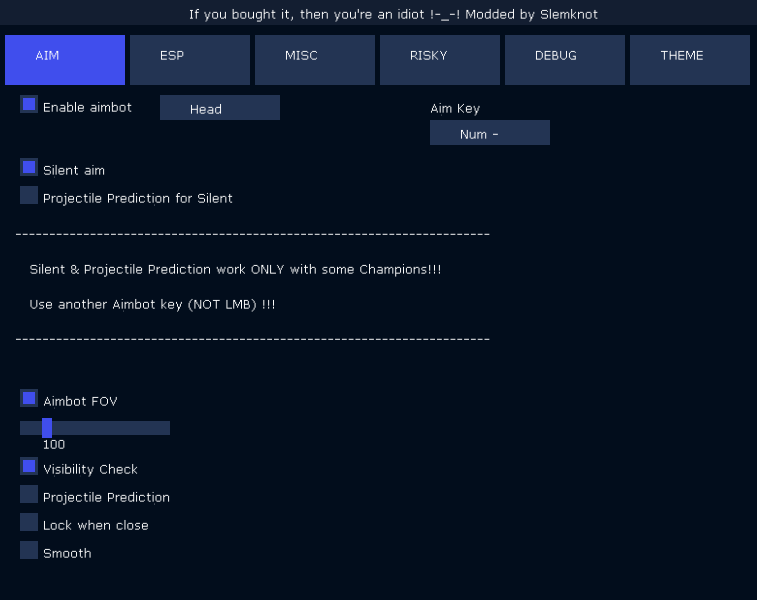 If you bought it, then you're an idiot !-_-! Modded by Slemknot
AIM ESP MISC RISKY DEBUG THEME
Enable aimbot Head Aim Key
Num -
Silent aim
Projectile Prediction for Silent
----------------------------------------------------------------------
Silent & Projectile Prediction work ONLY with some Champions!!!
Use another Aimbot key (NOT LMB) !!!
----------------------------------------------------------------------
Aimbot FOV
100
Visibility Check
Projectile Prediction
Lock when close
Smooth